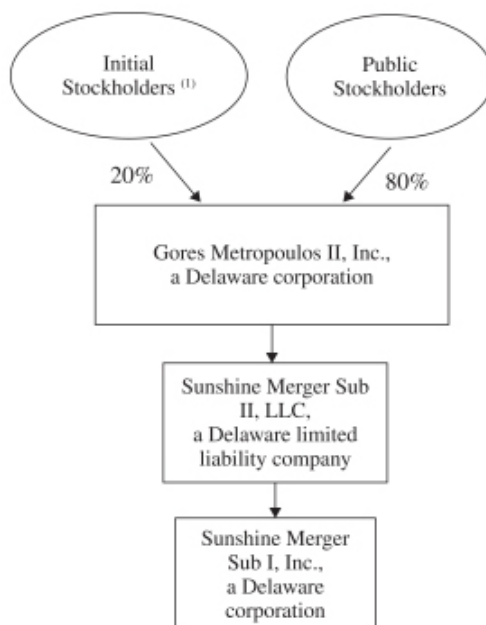 Initial
Stockholders (1)
Public
Stockholders
20%
80%
Gores Metropoulos II, Inc.,
a Delaware corporation
Sunshine Merger Sub
II, LLC,
a Delaware limited
liability company
Sunshine Merger
Sub I, Inc.,
a Delaware
corporation